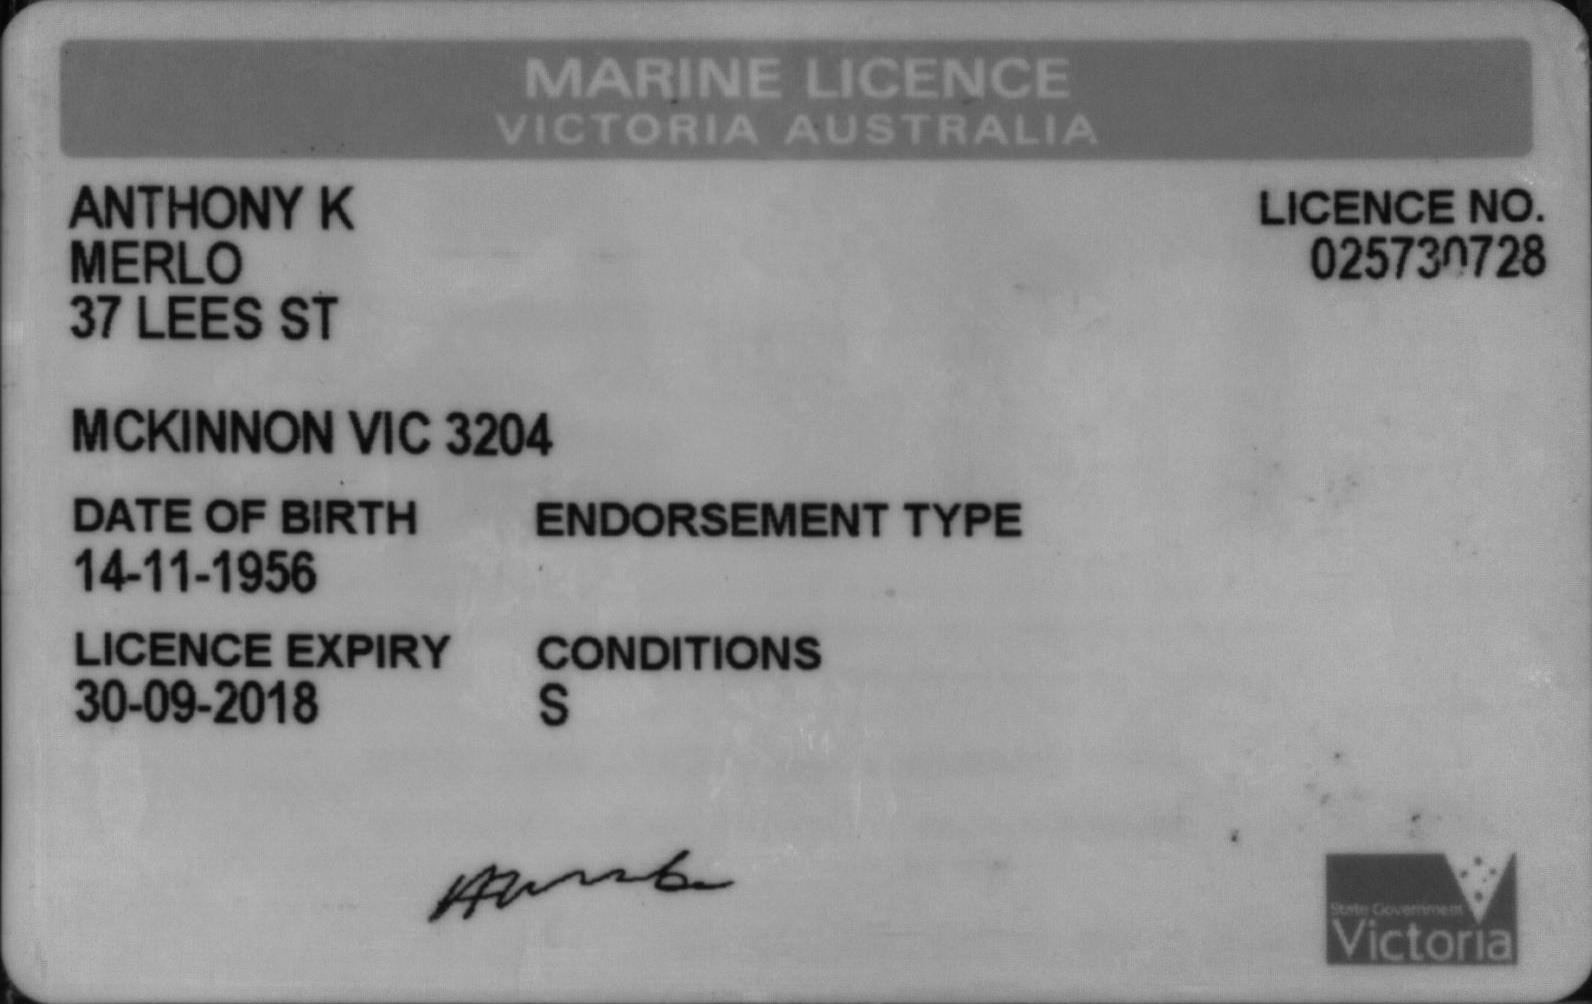 MARINE LICENCE
VICTORIA AUSTRALIA
ANTHONY K
MERLO
37 LEES ST
MCKINNON VIC 3204
LICENCE NO.
025730728
DATE OF BIRTH
14-11-1956
ENDORSEMENT TYPE
LICENCE EXPIRY
30-09-2018
CONDITIONS
S
State Government
Victoria